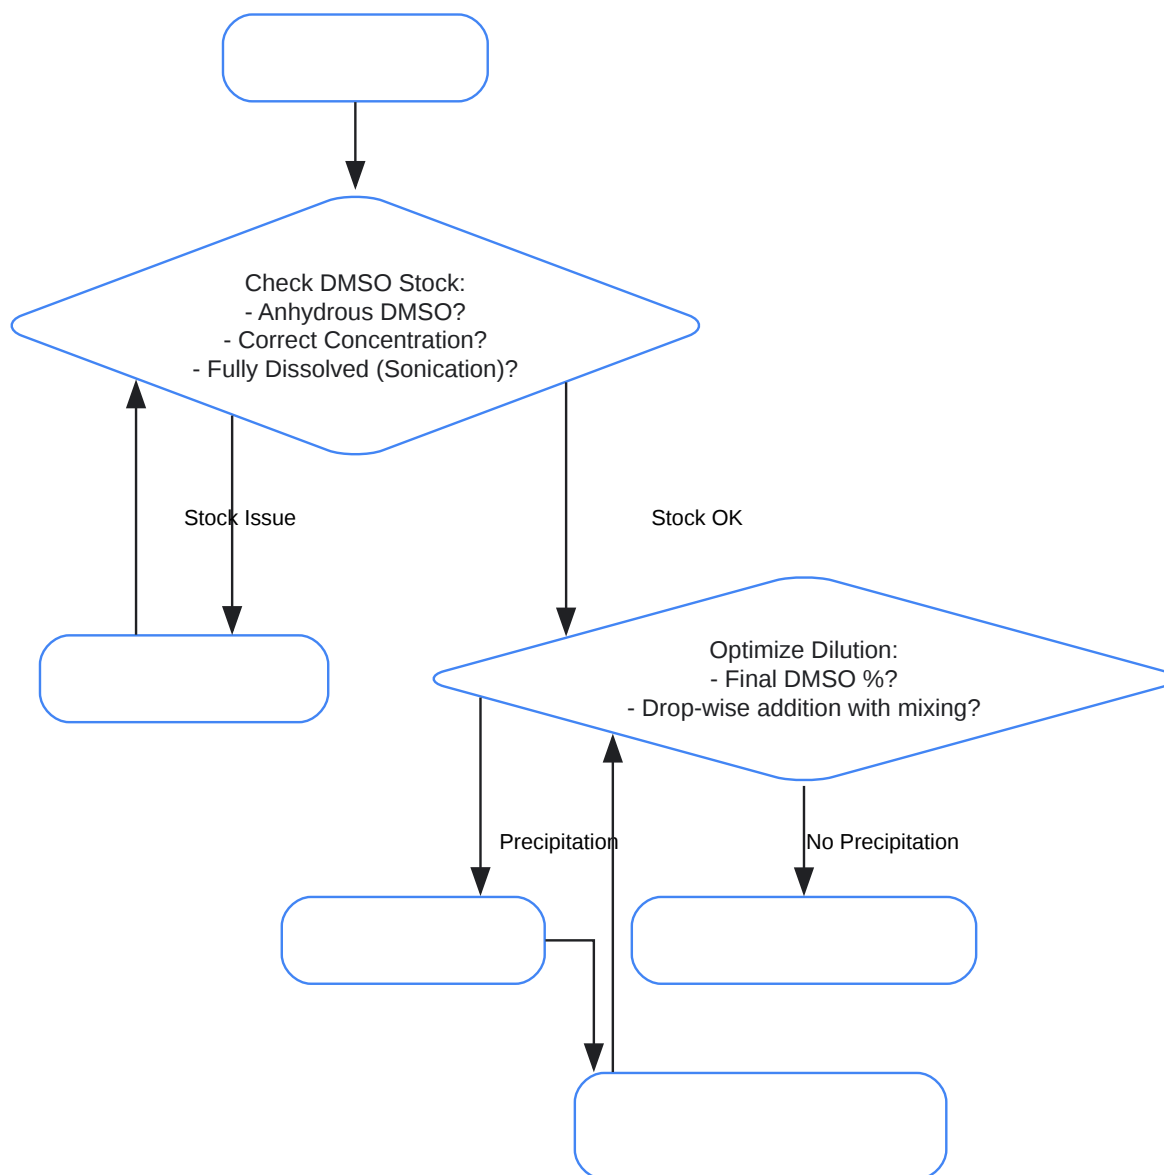 Check DMSO Stock:
- Anhydrous DMSO?
- Correct Concentration?
- Fully Dissolved (Sonication)?
Stock Issue
Stock OK
Optimize Dilution:
- Final DMSO %?
- Drop-wise addition with mixing?
Precipitation
No Precipitation